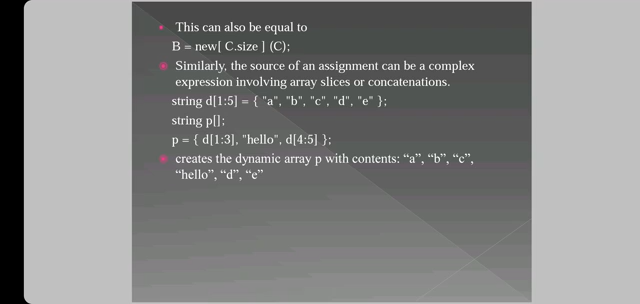 This can also be equal to
B = new[ C.size ] (C);
Similarly, the source of an assignment can be a complex
expression involving array slices or concatenations.
string d[1:5] = { "a", "b", "c", "d", "e" };
string p[];
p = { d[1:3], "hello", d[4:5] };
creates the dynamic array p with contents: “a”, “b”, “c”,
“hello”, “d”, “e”